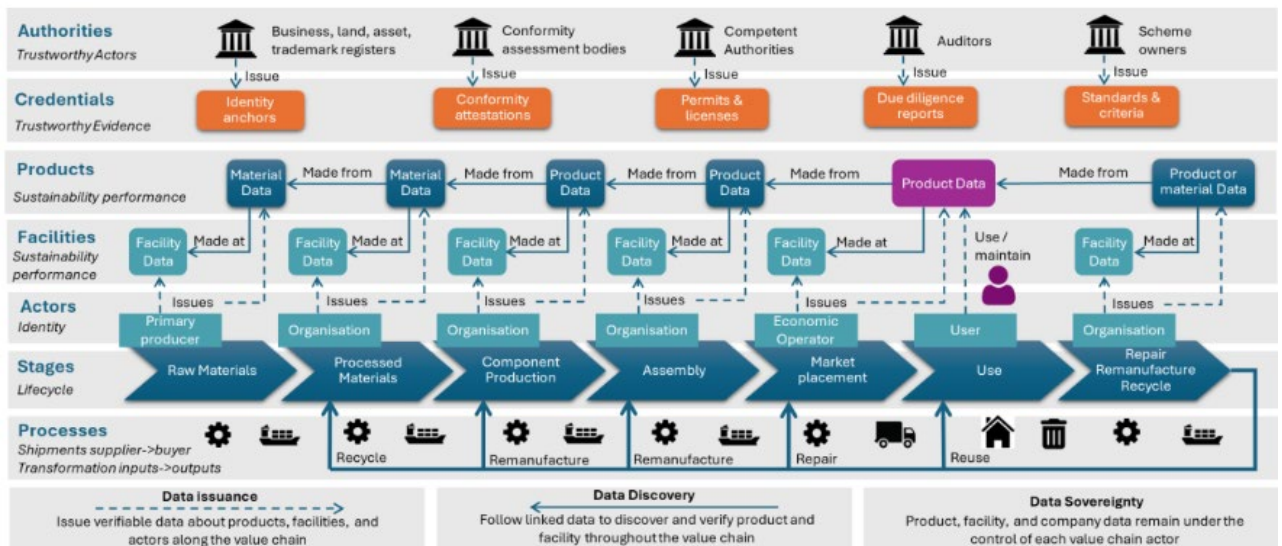 Authorities
Trustworthy Actors
Business, land, asset,
trademark registers
Conformity
assessment bodies
Competent
Authorities
Auditors
Scheme
owners
Issue
Issue
Issue
Issue
Issue
Credentials
Trustworthy Evidence
Identity
anchors
Conformity
attestations
Permits &
licenses
Due diligence
reports
Standards &
criteria
Products
Sustainability performance
Material
Data
Made from
Material
Data
Made from
Product
Data
Made from
Product
Data
Made from
Product Data
Made from
Product or
material Data
Facilities
Sustainability
performance
Facility
Data
Made at
Facility
Data
Made at
Facility
Data
Made at
Facility
Data
Made at
Facility
Data
Made at
Use /
maintain
Facility
Data
Made at
Actors
Identity
Issues
Issues
Issues
Issues
Issues
Issues
Primary
producer
Organisation
Organisation
Organisation
Economic
Operator
User
Organisation
Stages
Lifecycle
Raw Materials
Processed
Materials
Component
Production
Assembly
Market
placement
Use
Repair
Remanufacture
Recycle
Processes
Shipments supplier->buyer
Transformation inputs->outputs
Recycle
Remanufacture
Remanufacture
Repair
Reuse
Data issuance
Issue verifiable data about products, facilities, and
actors along the value chain
Data Discovery
Follow linked data to discover and verify product and
facility throughout the value chain
Data Sovereignty
Product, facility, and company data remain under the
control of each value chain actor